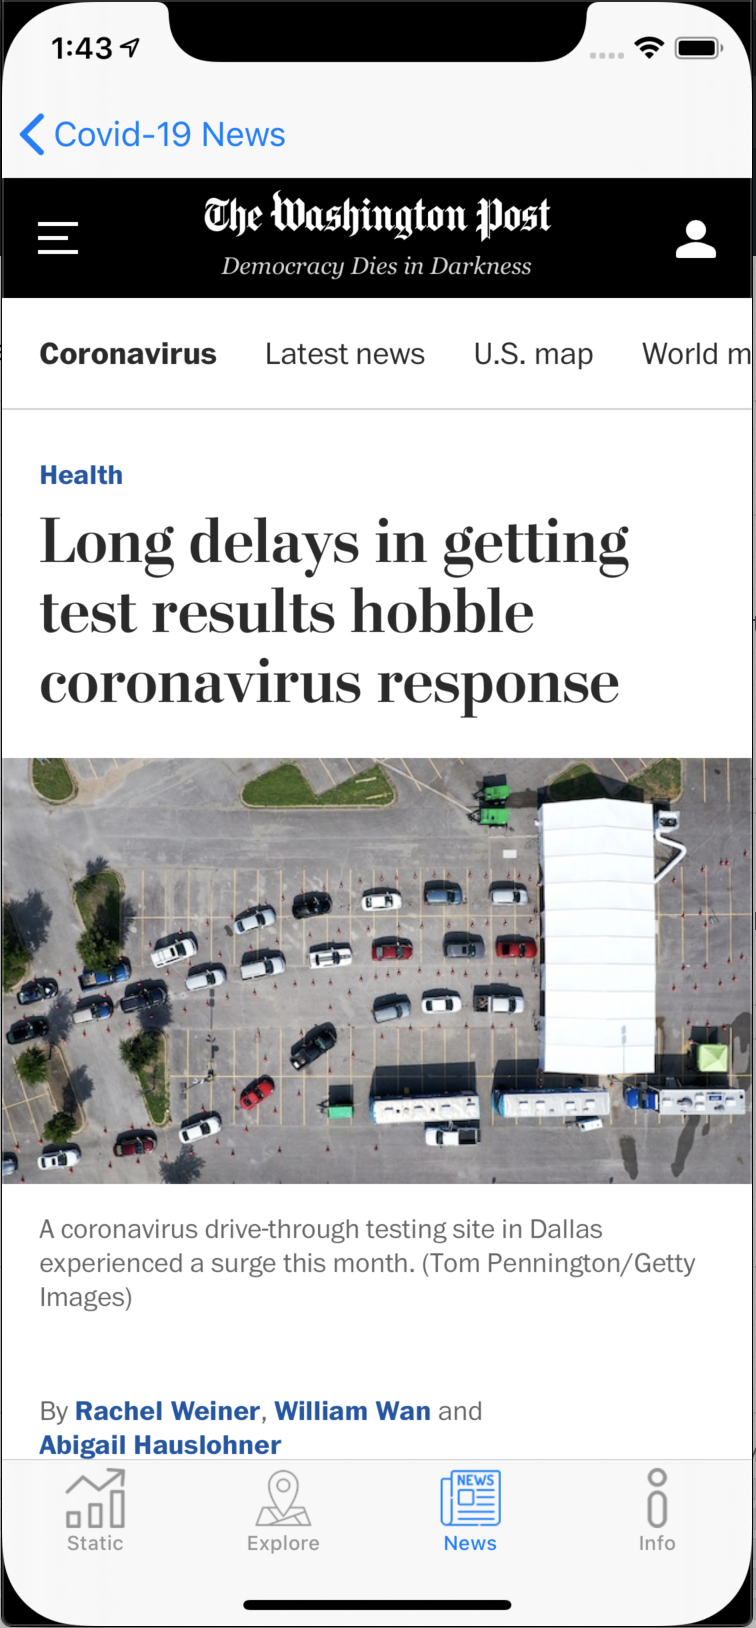 1:43
Covid-19 News
The Washington Post
Democracy Dies in Darkness
Coronavirus Latest news U.S. map World m
Health
Long delays in getting
test results hobble
coronavirus response
A coronavirus drive-through testing site in Dallas
experienced a surge this month. (Tom Pennington/Getty
Images)
By Rachel Weiner, William Wan and
Abigail Hauslohner
NEWS
Static Explore News Info